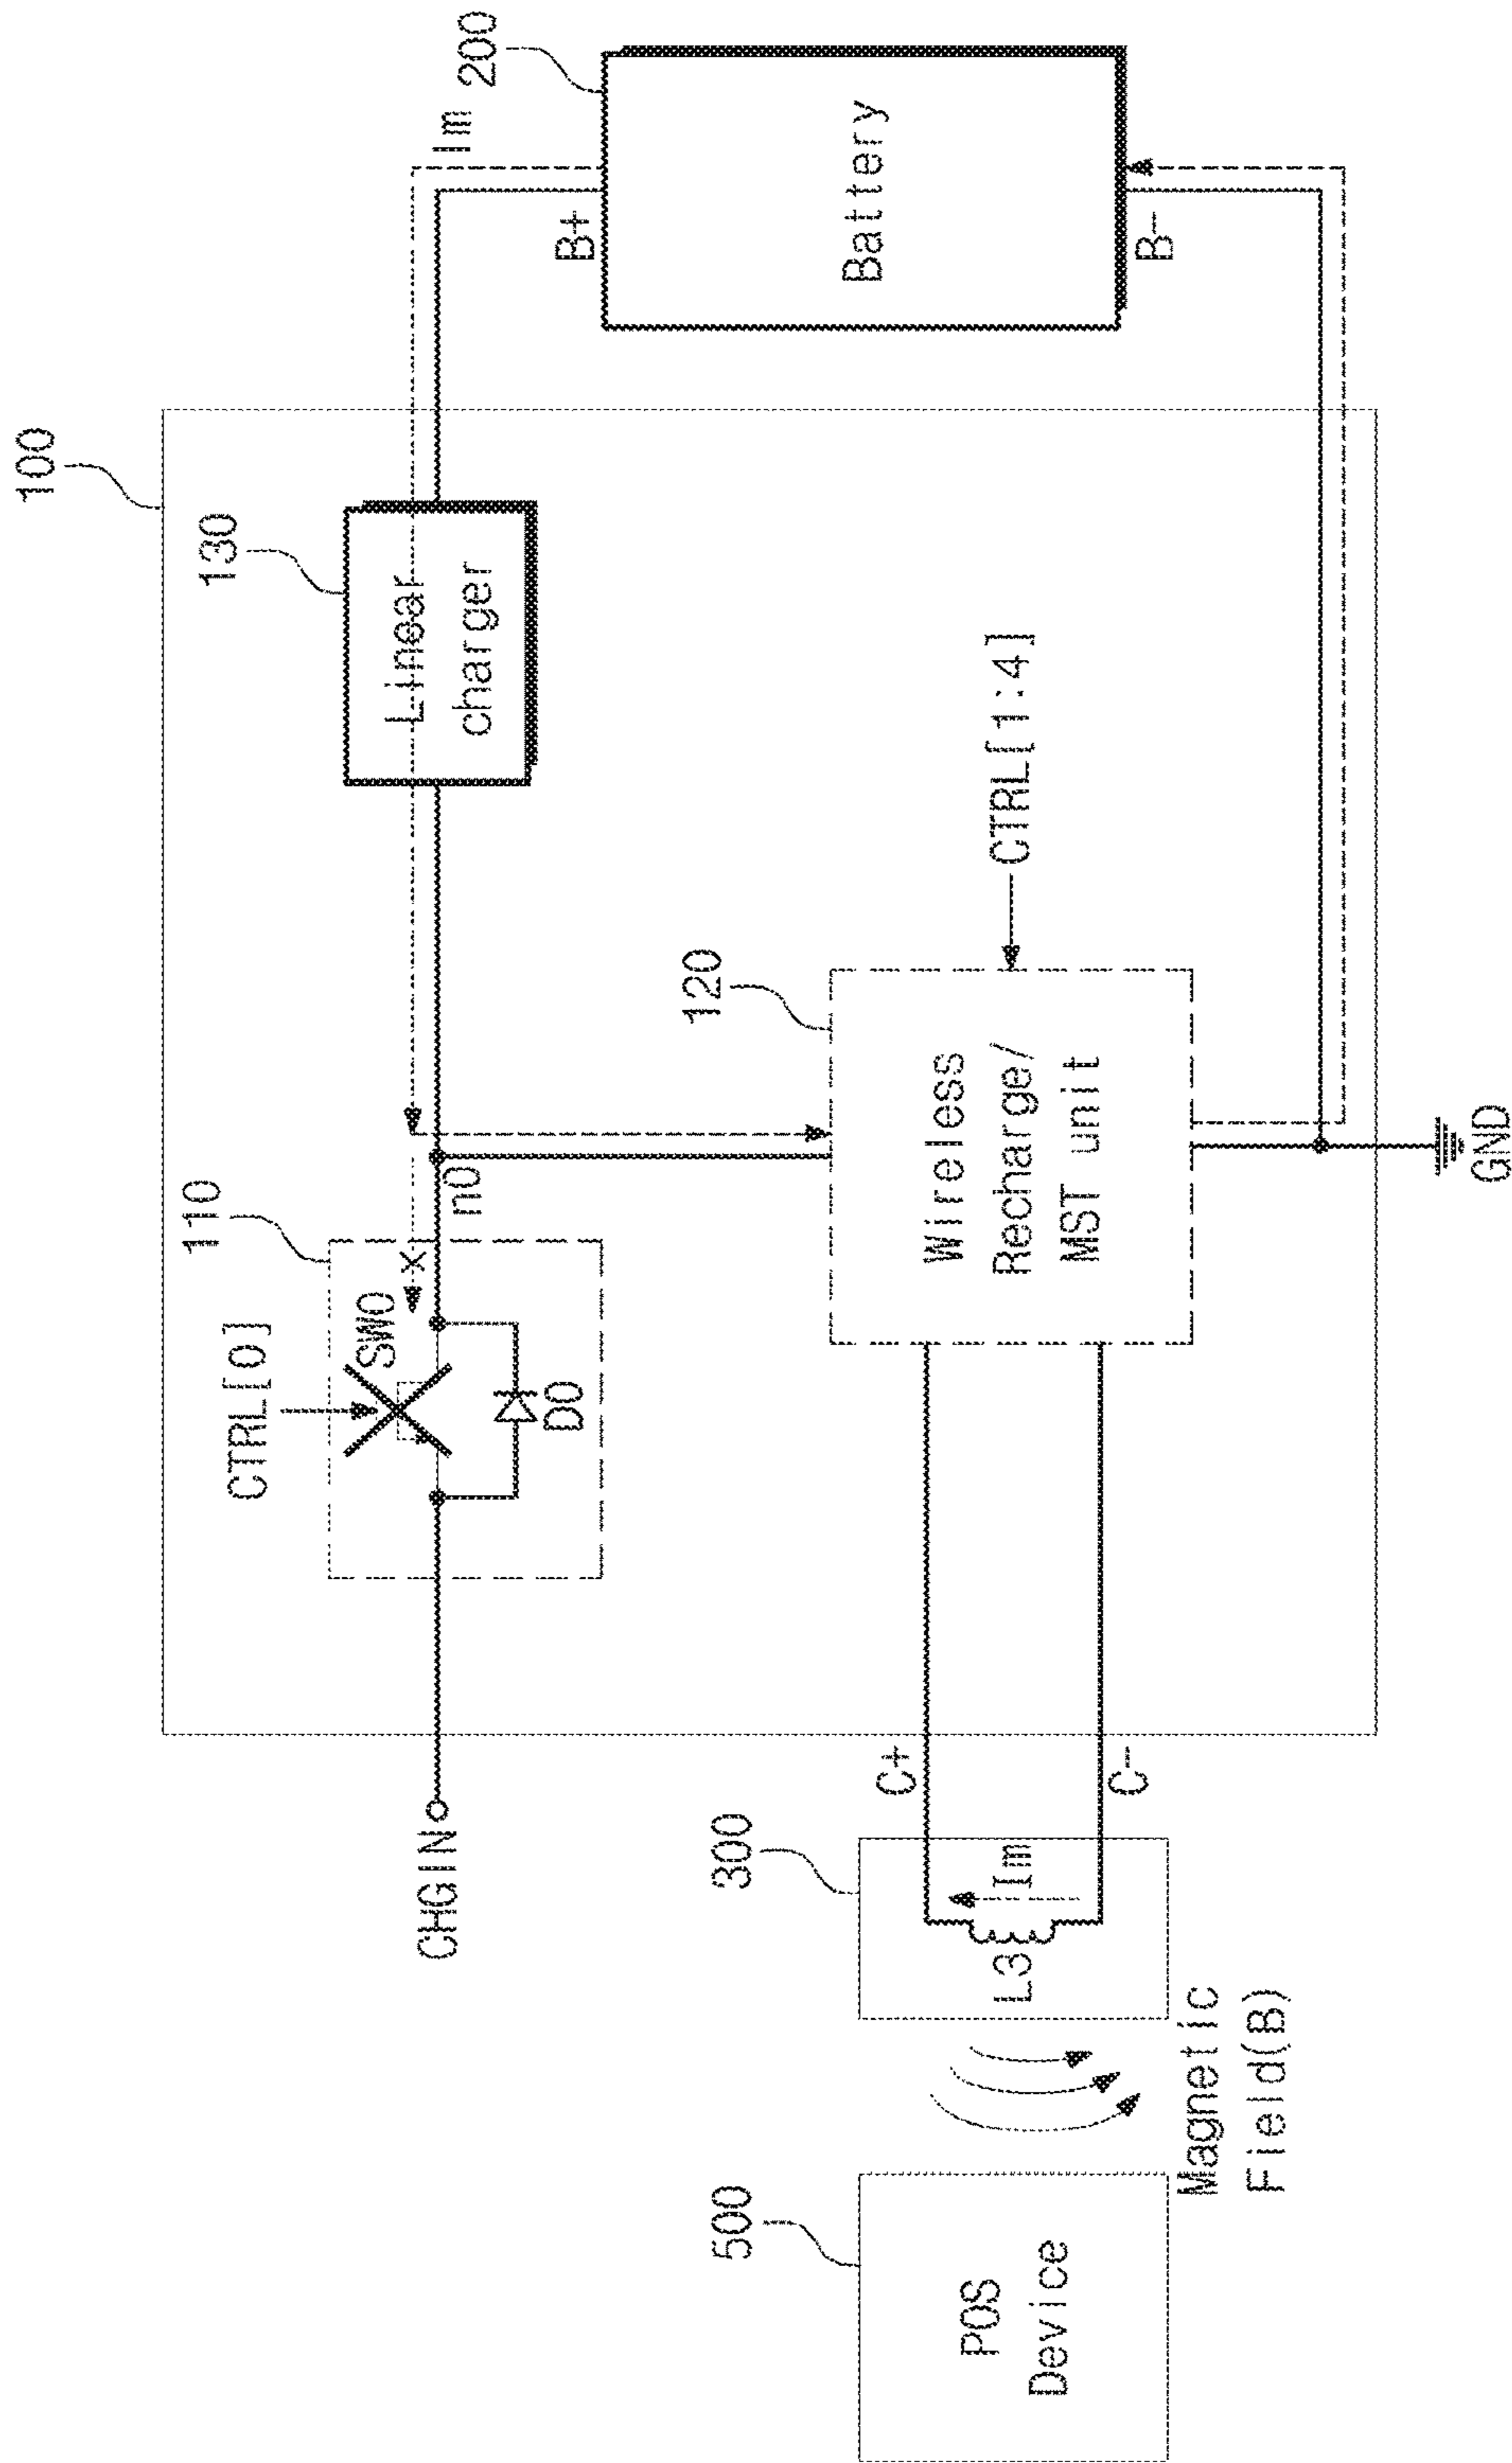 100
CTRL[0]
110
130
SW0
Linear
charger
Im
200
CHGIN
n0
D0
B+
Battery
B-
500
300
120
C+
POS
Device
L3
Im
Wireless
Recharge/
MST unit
CTRL[1:4]
C-
Magnetic
Field(B)
GND